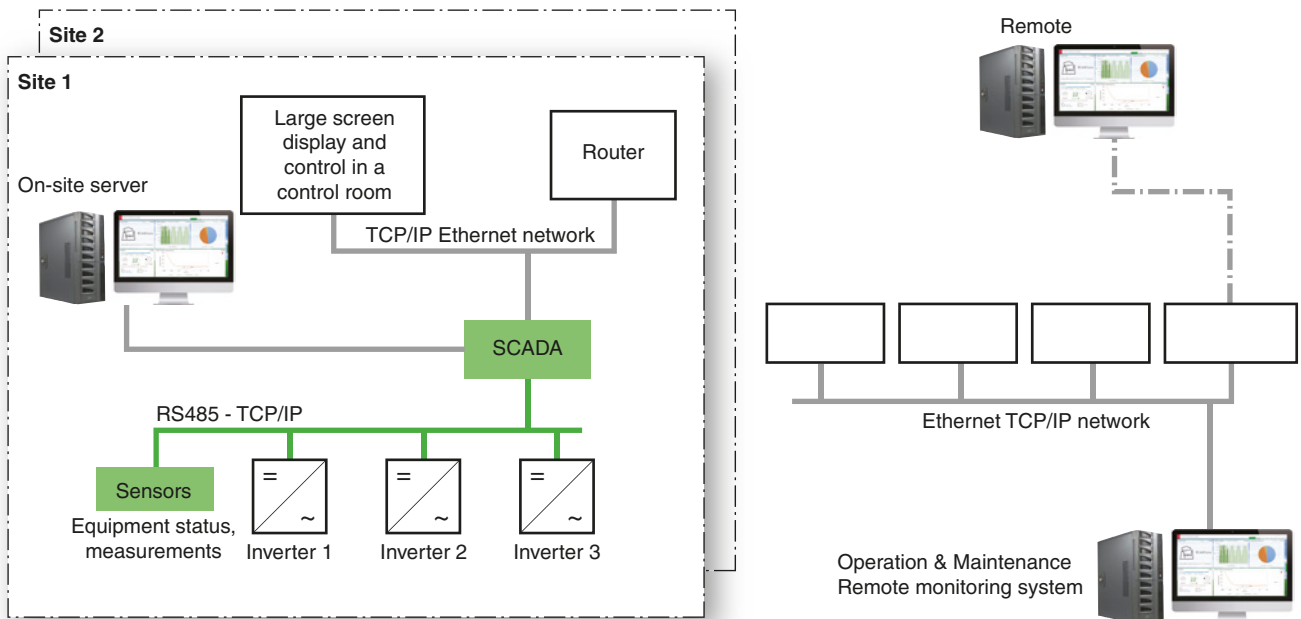 Site 2
Site 1
Large screen
display and
control in a
control room
Router
On-site server
TCP/IP Ethernet network
SCADA
RS485 - TCP/IP
Sensors
Equipment status,
measurements
=
~
Inverter 1
=
~
Inverter 2
=
~
Inverter 3
Remote
Ethernet TCP/IP network
Operation & Maintenance
Remote monitoring system